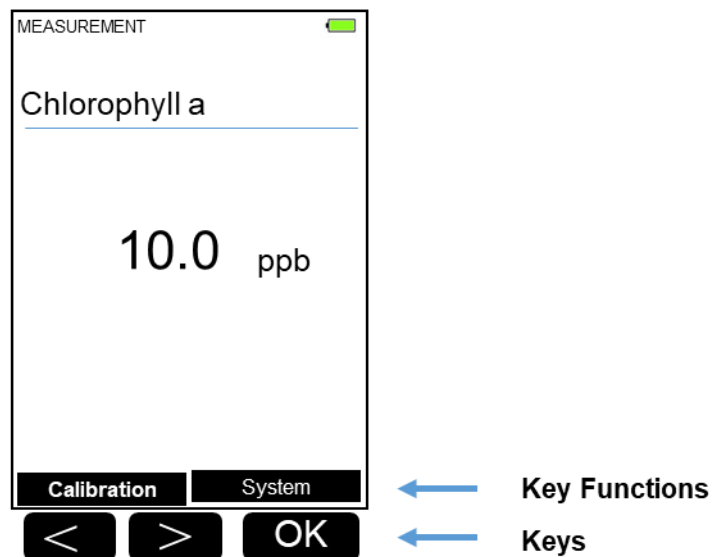 MEASUREMENT
Chlorophyll a
10.0 ppb
Calibration System
Key Functions
< > OK
Keys